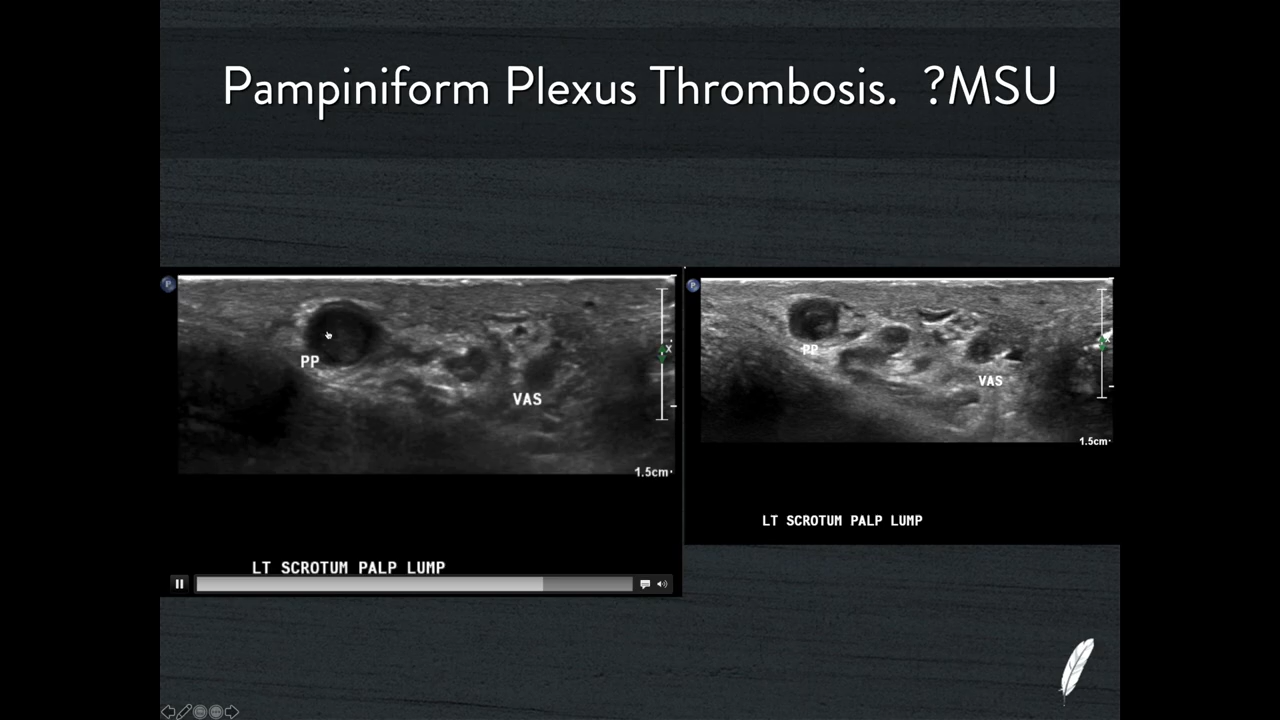 Pampiniform Plexus Thrombosis.  ?MSU
P
PP
VAS
x
1.5cm
LT SCROTUM PALP LUMP
P
PP
VAS
x
1.5cm
LT SCROTUM PALP LUMP